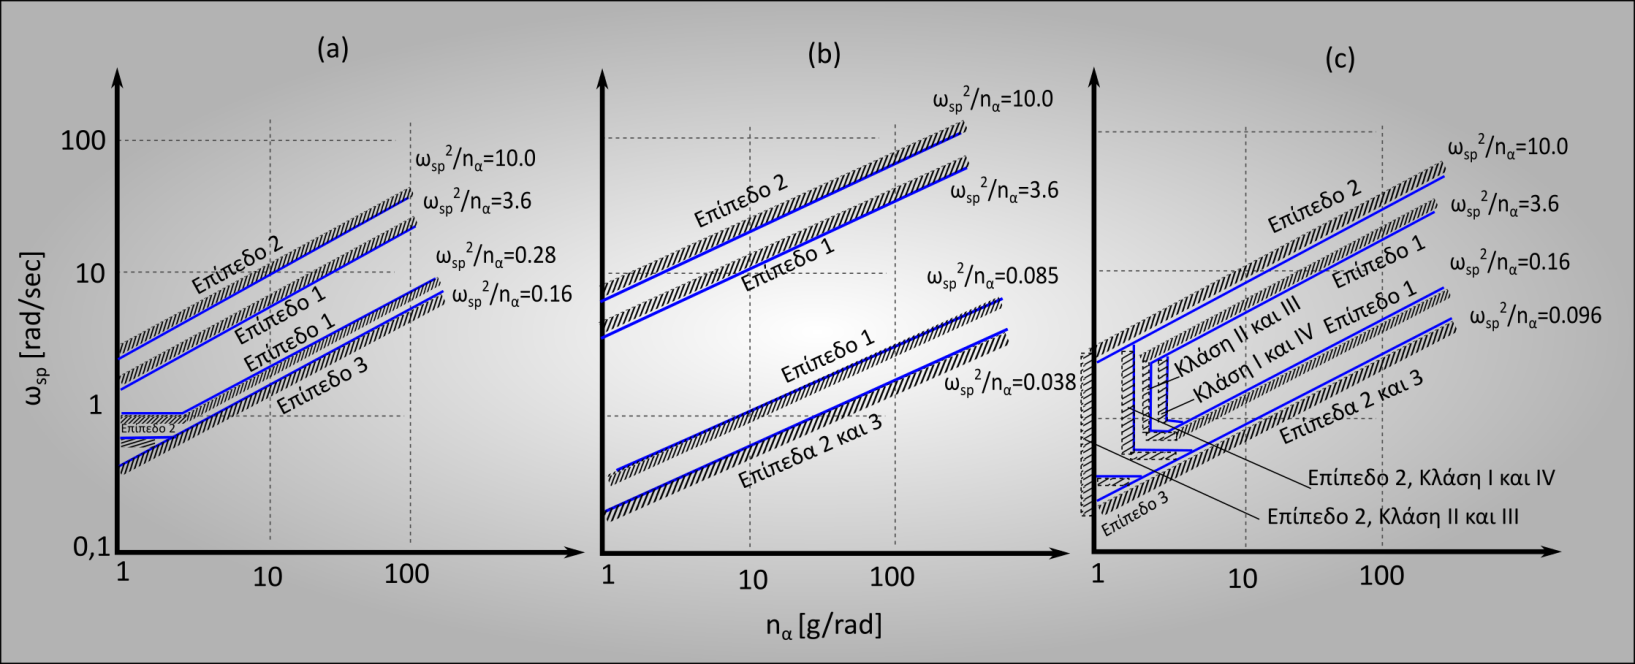 (a)
(b)
(c)
ωsp [rad/sec]
100
10
1
0,1
ωsp²/nα=10.0
ωsp²/nα=3.6
ωsp²/nα=0.28
ωsp²/nα=0.16
Επίπεδο 2
Επίπεδο 1
Επίπεδο 1
Επίπεδο 3
Επίπεδο 2
1
10
100
ωsp²/nα=10.0
ωsp²/nα=3.6
ωsp²/nα=0.085
ωsp²/nα=0.038
Επίπεδο 2
Επίπεδο 1
Επίπεδο 1
Επίπεδα 2 και 3
1
10
100
ωsp²/nα=10.0
ωsp²/nα=3.6
ωsp²/nα=0.16
ωsp²/nα=0.096
Επίπεδο 2
Επίπεδο 1
Κλάση II και III
Κλάση I και IV
Επίπεδο 1
Επίπεδα 2 και 3
Επίπεδο 2, Κλάση I και IV
Επίπεδο 2, Κλάση II και III
Επίπεδο 3
1
10
100
nα [g/rad]